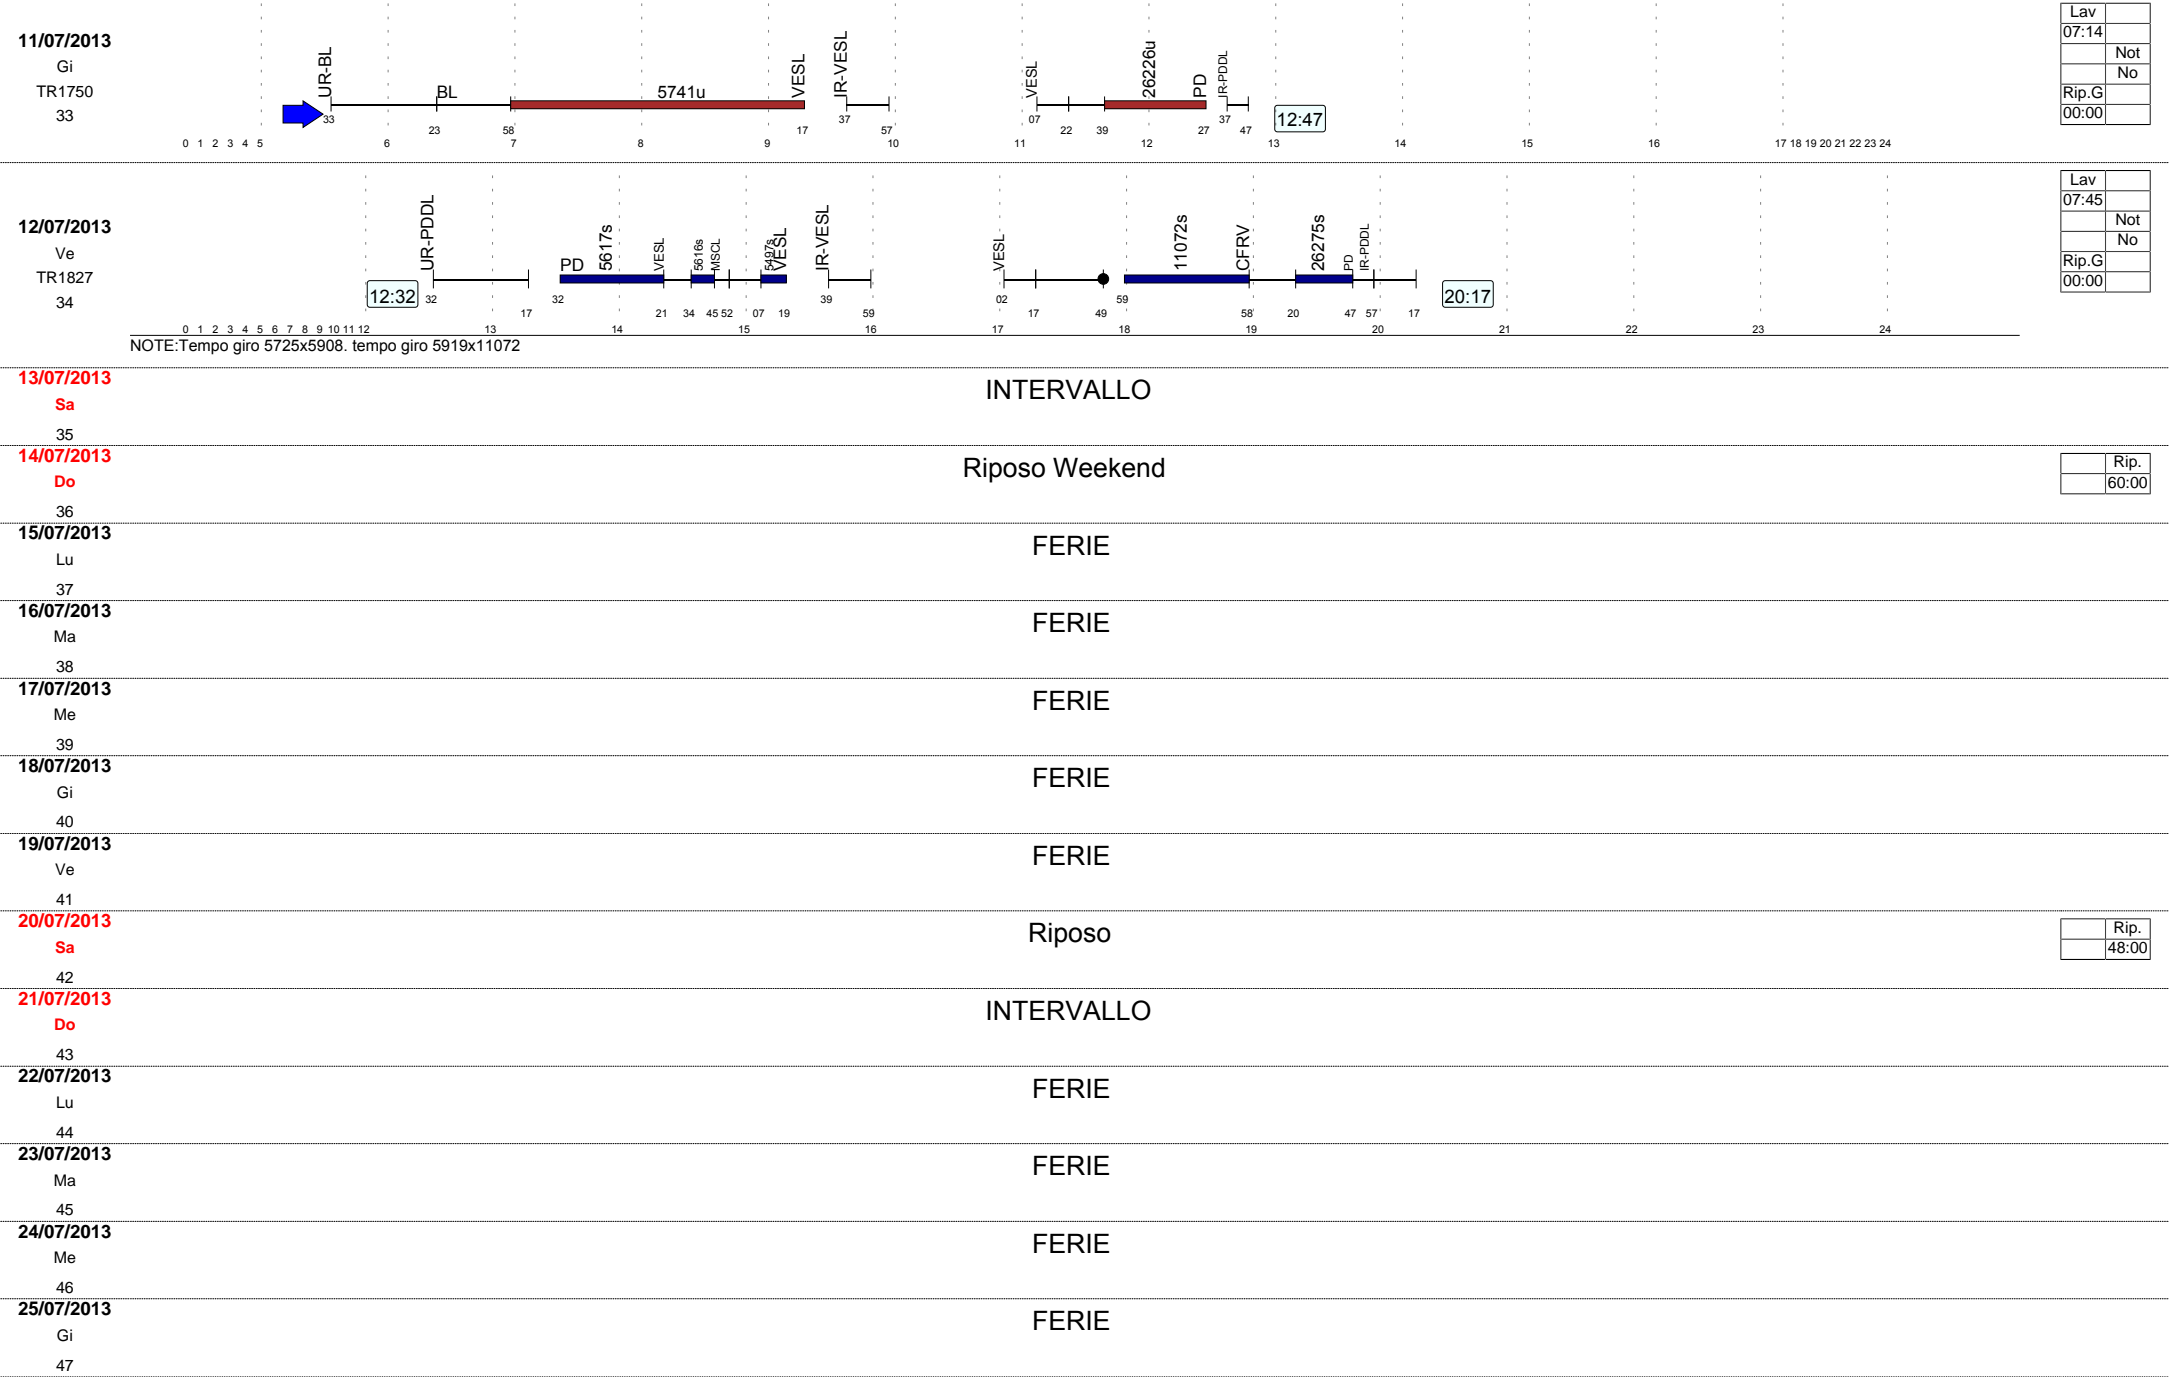 11/07/2013
Gi
TR1750
33
UR-BL BL 5741u VESL IR-VESL VESL 26226u PD IR-PDDL
33 23 58 17 37 57 07 22 39 27 37 47
12:47
0 1 2 3 4 5 6 7 8 9 10 11 12 13 14 15 16 17 18 19 20 21 22 23 24
Lav
07:14
Not
No
Rip.G
00:00
12/07/2013
Ve
TR1827
34
12:32
UR-PDDL PD 5617s VESL 5616s MSCL 5497s VESL IR-VESL VESL 11072s CFRV 26275s PD IR-PDDL
32 17 32 21 34 45 52 07 19 39 59 02 17 49 59 58 20 47 57 17
20:17
0 1 2 3 4 5 6 7 8 9 10 11 12 13 14 15 16 17 18 19 20 21 22 23 24
NOTE:Tempo giro 5725x5908. tempo giro 5919x11072
Lav
07:45
Not
No
Rip.G
00:00
13/07/2013
Sa
35
INTERVALLO
14/07/2013
Do
36
Riposo Weekend
Rip.
60:00
15/07/2013
Lu
37
FERIE
16/07/2013
Ma
38
FERIE
17/07/2013
Me
39
FERIE
18/07/2013
Gi
40
FERIE
19/07/2013
Ve
41
FERIE
20/07/2013
Sa
42
Riposo
Rip.
48:00
21/07/2013
Do
43
INTERVALLO
22/07/2013
Lu
44
FERIE
23/07/2013
Ma
45
FERIE
24/07/2013
Me
46
FERIE
25/07/2013
Gi
47
FERIE